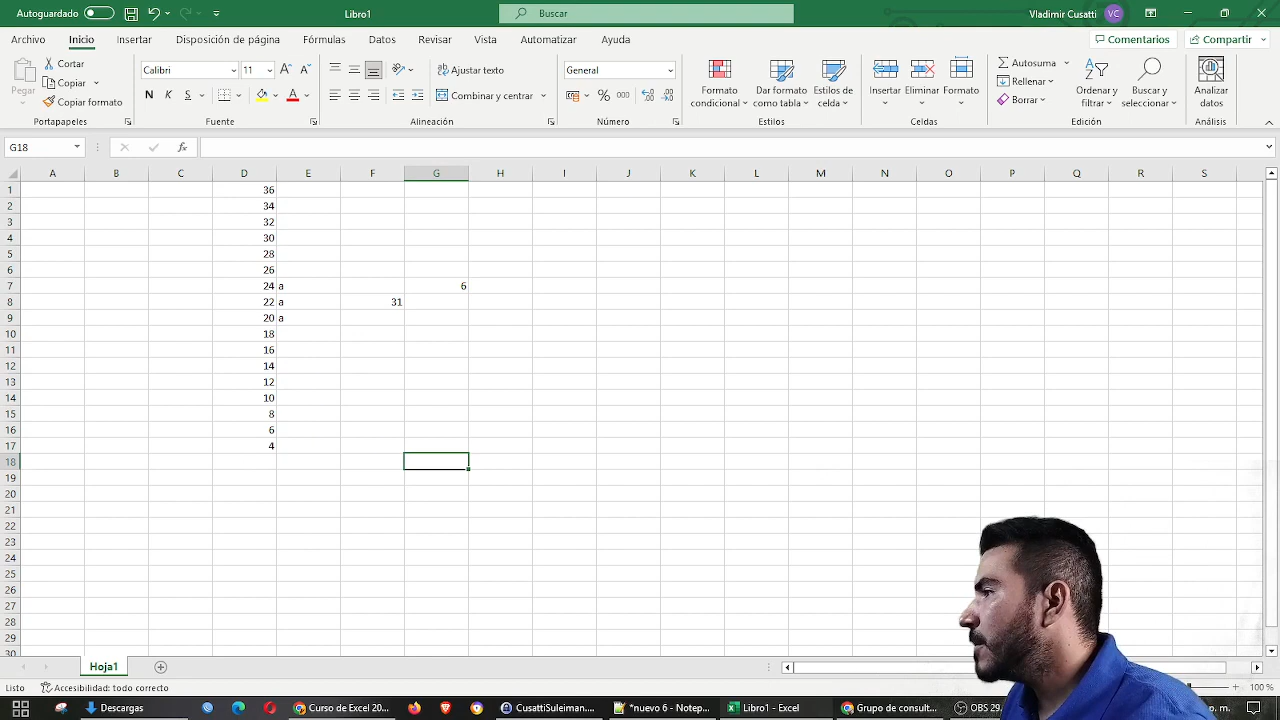 Autoguardado
Libro1
Buscar
Vladimir Cusatti
VC
Archivo Inicio Insertar Disposición de página Fórmulas Datos Revisar Vista Automatizar Ayuda
Comentarios
Compartir
Pegar
Cortar
Copiar
Copiar formato
Portapapeles
Calibri
11
N K S
Fuente
Ajustar texto
Combinar y centrar
Alineación
General
% 000
Número
Formato condicional
Dar formato como tabla
Estilos de celda
Estilos
Insertar Eliminar Formato
Celdas
Autosuma
Rellenar
Borrar
Ordenar y filtrar
Buscar y seleccionar
Edición
Analizar datos
Análisis
G18
fx
A B C D E F G H I J K L M N O P Q R S
1 36
2 34
3 32
4 30
5 28
6 26
7 24 a 6
8 22 a 31
9 20 a
10 18
11 16
12 14
13 12
14 10
15 8
16 6
17 4
18
19
20
21
22
23
24
25
26
27
28
29
30
Hoja1
Listo
Accesibilidad: todo correcto
100 %
Descargas
Curso de Excel 20...
CusattiSuleiman....
*nuevo 6 - Notep...
Libro1 - Excel
Grupo de consult...
OBS 29....